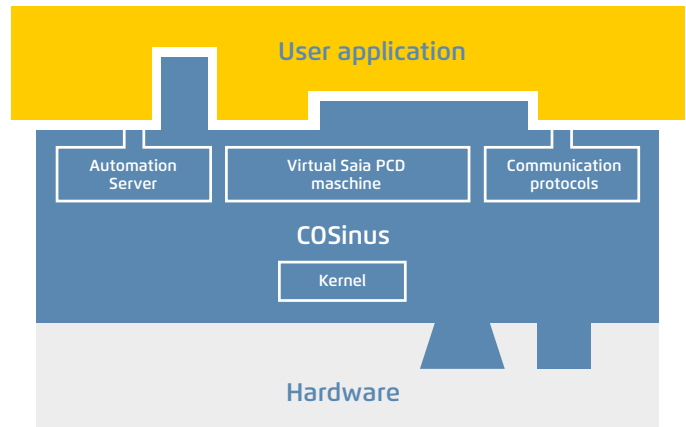 User application
Automation
Server
Virtual Saia PCD
maschine
Communication
protocols
COSinus
Kernel
Hardware